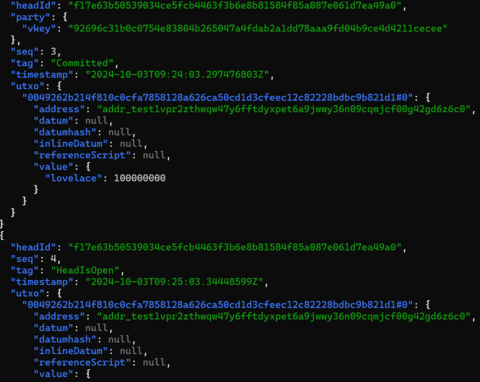 "headId": "f17e63b50539034ce5fcb4463f3b6e8b81584f85a087e061d7ea49a0",
"party": {
"vkey": "92696c31b0c0754e83804b265047a4fdab2a1dd78aaa9fd04b9ce4d4211cecee"
},
"seq": 3,
"tag": "Committed",
"timestamp": "2024-10-03T09:24:03.297476803Z",
"utxo": {
"0049262b214f810c0cfa7858128a626ca50cd1d3cfeec12c82228bdbc9b821d1#0": {
"address": "addr_test1vpr2zthwqw47y6fftdyxpet6a9jwwy36n09cqmjcf00g42gd6z6c0",
"datum": null,
"datumhash": null,
"inlineDatum": null,
"referenceScript": null,
"value": {
"lovelace": 100000000
}
}
}
}
{
"headId": "f17e63b50539034ce5fcb4463f3b6e8b81584f85a087e061d7ea49a0",
"seq": 4,
"tag": "HeadIsOpen",
"timestamp": "2024-10-03T09:25:03.34448599Z",
"utxo": {
"0049262b214f810c0cfa7858128a626ca50cd1d3cfeec12c82228bdbc9b821d1#0": {
"address": "addr_test1vpr2zthwqw47y6fftdyxpet6a9jwwy36n09cqmjcf00g42gd6z6c0",
"datum": null,
"datumhash": null,
"inlineDatum": null,
"referenceScript": null,
"value": {